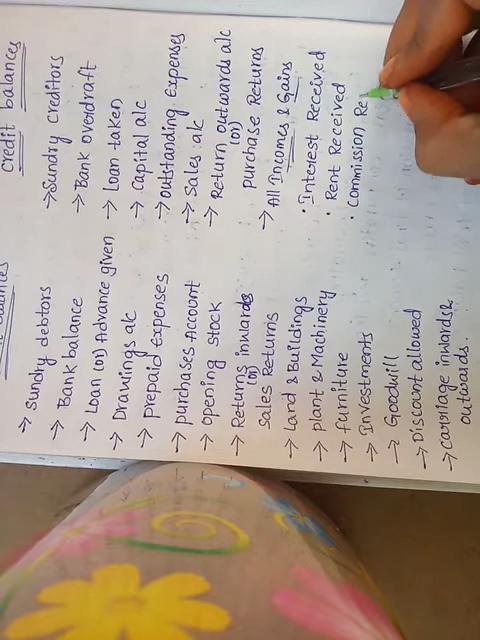 balances
→ sundry debtors
→ Bank balance
→ Loan (or) Advance given
→ Drawings a/c
→ prepaid expenses
→ purchases Account
→ opening stock
→ Returns inwards
(or)
sales Returns
→ land & Buildings
→ plant & Machinery
→ furniture
→ Investments
→ Goodwill
→ Discount allowed
→ carriage inwards &
outwards.
credit balances
→ Sundry creditors
→ Bank overdraft
→ loan taken
→ Capital a/c
→ Outstanding Expenses
→ Sales a/c
→ Return outwards a/c
(or)
purchase Returns
→ All Incomes & Gains
• Interest Received
• Rent Received
• Commission Re